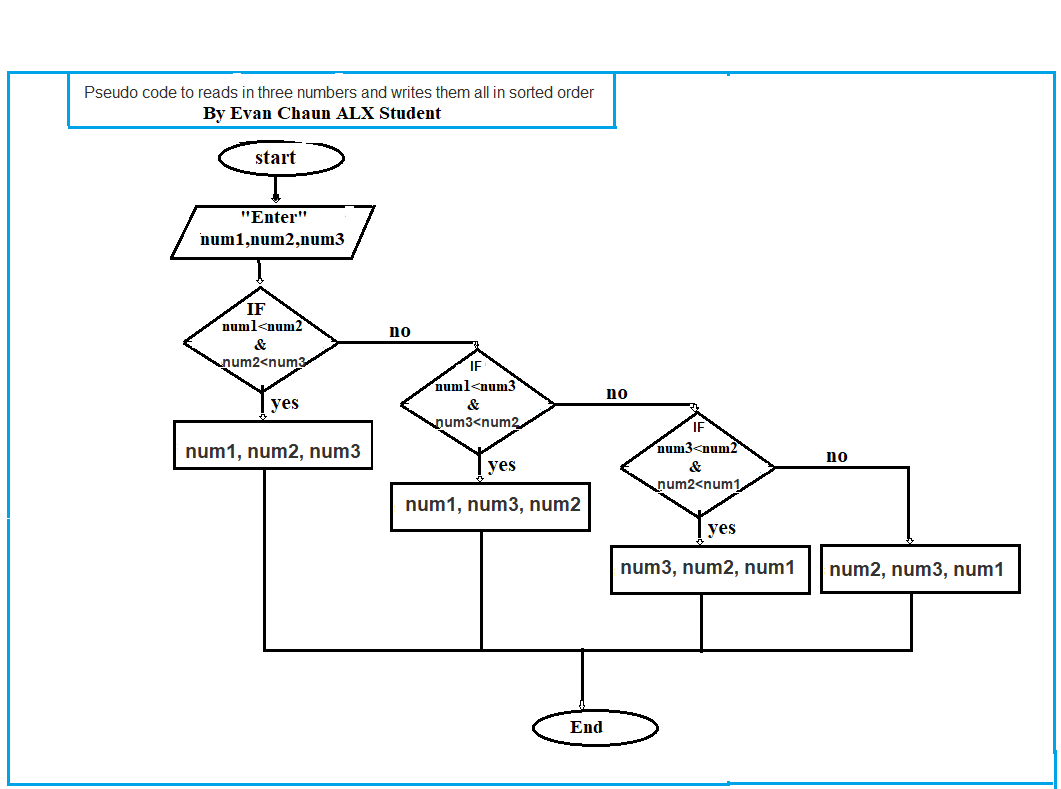 Pseudo code to reads in three numbers and writes them all in sorted order
By Evan Chaun ALX Student
start
"Enter"
num1,num2,num3
IF
num1<num2
&
num2<num3
no
yes
num1, num2, num3
IF
num1<num3
&
num3<num2
no
yes
num1, num3, num2
IF
num3<num2
&
num2<num1
no
yes
num3, num2, num1
num2, num3, num1
End